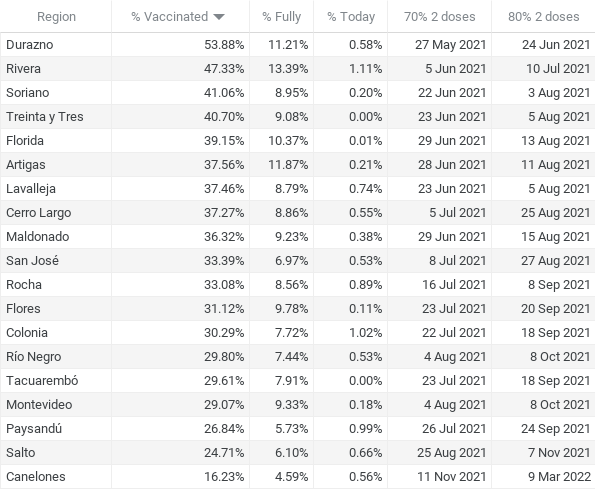 Region % Vaccinated % Fully % Today 70% 2 doses 80% 2 doses
Durazno 53.88% 11.21% 0.58% 27 May 2021 24 Jun 2021
Rivera 47.33% 13.39% 1.11% 5 Jun 2021 10 Jul 2021
Soriano 41.06% 8.95% 0.20% 22 Jun 2021 3 Aug 2021
Treinta y Tres 40.70% 9.08% 0.00% 23 Jun 2021 5 Aug 2021
Florida 39.15% 10.37% 0.01% 29 Jun 2021 13 Aug 2021
Artigas 37.56% 11.87% 0.21% 28 Jun 2021 11 Aug 2021
Lavalleja 37.46% 8.79% 0.74% 23 Jun 2021 5 Aug 2021
Cerro Largo 37.27% 8.86% 0.55% 5 Jul 2021 25 Aug 2021
Maldonado 36.32% 9.23% 0.38% 29 Jun 2021 15 Aug 2021
San José 33.39% 6.97% 0.53% 8 Jul 2021 27 Aug 2021
Rocha 33.08% 8.56% 0.89% 16 Jul 2021 8 Sep 2021
Flores 31.12% 9.78% 0.11% 23 Jul 2021 20 Sep 2021
Colonia 30.29% 7.72% 1.02% 22 Jul 2021 18 Sep 2021
Río Negro 29.80% 7.44% 0.53% 4 Aug 2021 8 Oct 2021
Tacuarembó 29.61% 7.91% 0.00% 23 Jul 2021 18 Sep 2021
Montevideo 29.07% 9.33% 0.18% 4 Aug 2021 8 Oct 2021
Paysandú 26.84% 5.73% 0.99% 26 Jul 2021 24 Sep 2021
Salto 24.71% 6.10% 0.66% 25 Aug 2021 7 Nov 2021
Canelones 16.23% 4.59% 0.56% 11 Nov 2021 9 Mar 2022